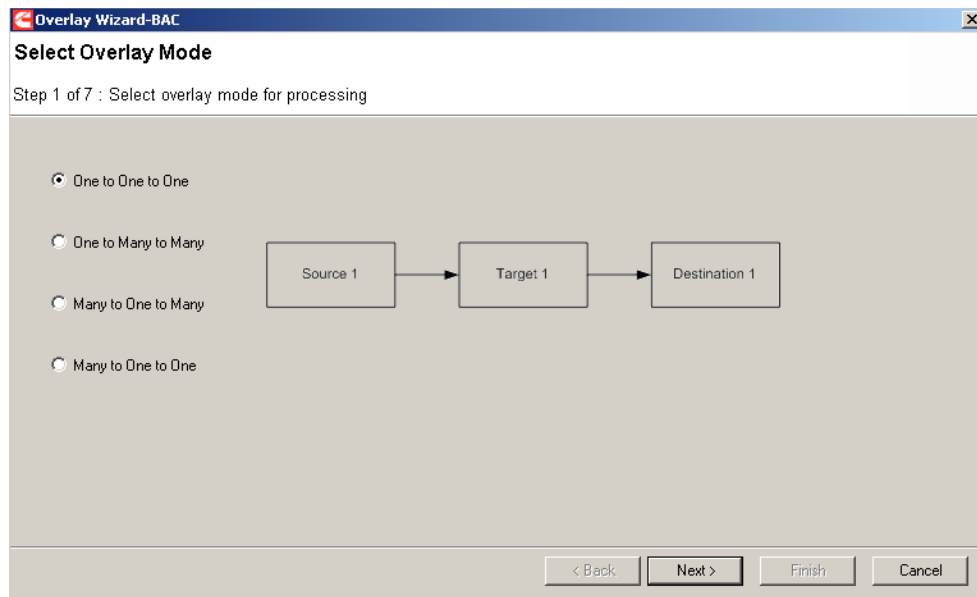 Overlay Wizard-BAC
Select Overlay Mode
Step 1 of 7 : Select overlay mode for processing
One to One to One
One to Many to Many
Source 1 Target 1 Destination 1
Many to One to Many
Many to One to One
< Back Next > Finish Cancel